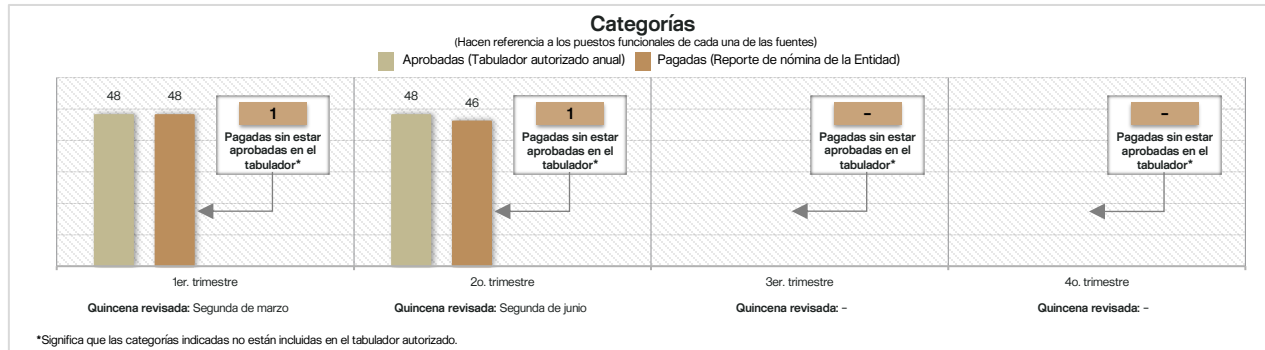 Categorías
(Hacen referencia a los puestos funcionales de cada una de las fuentes)
Aprobadas (Tabulador autorizado anual) Pagadas (Reporte de nómina de la Entidad)
48 48
1
Pagadas sin estar
aprobadas en el
tabulador*
48 46
1
Pagadas sin estar
aprobadas en el
tabulador*
–
Pagadas sin estar
aprobadas en el
tabulador*
–
Pagadas sin estar
aprobadas en el
tabulador*
1er. trimestre 2o. trimestre 3er. trimestre 4o. trimestre
Quincena revisada: Segunda de marzo Quincena revisada: Segunda de junio Quincena revisada: – Quincena revisada: –
*Significa que las categorías indicadas no están incluidas en el tabulador autorizado.